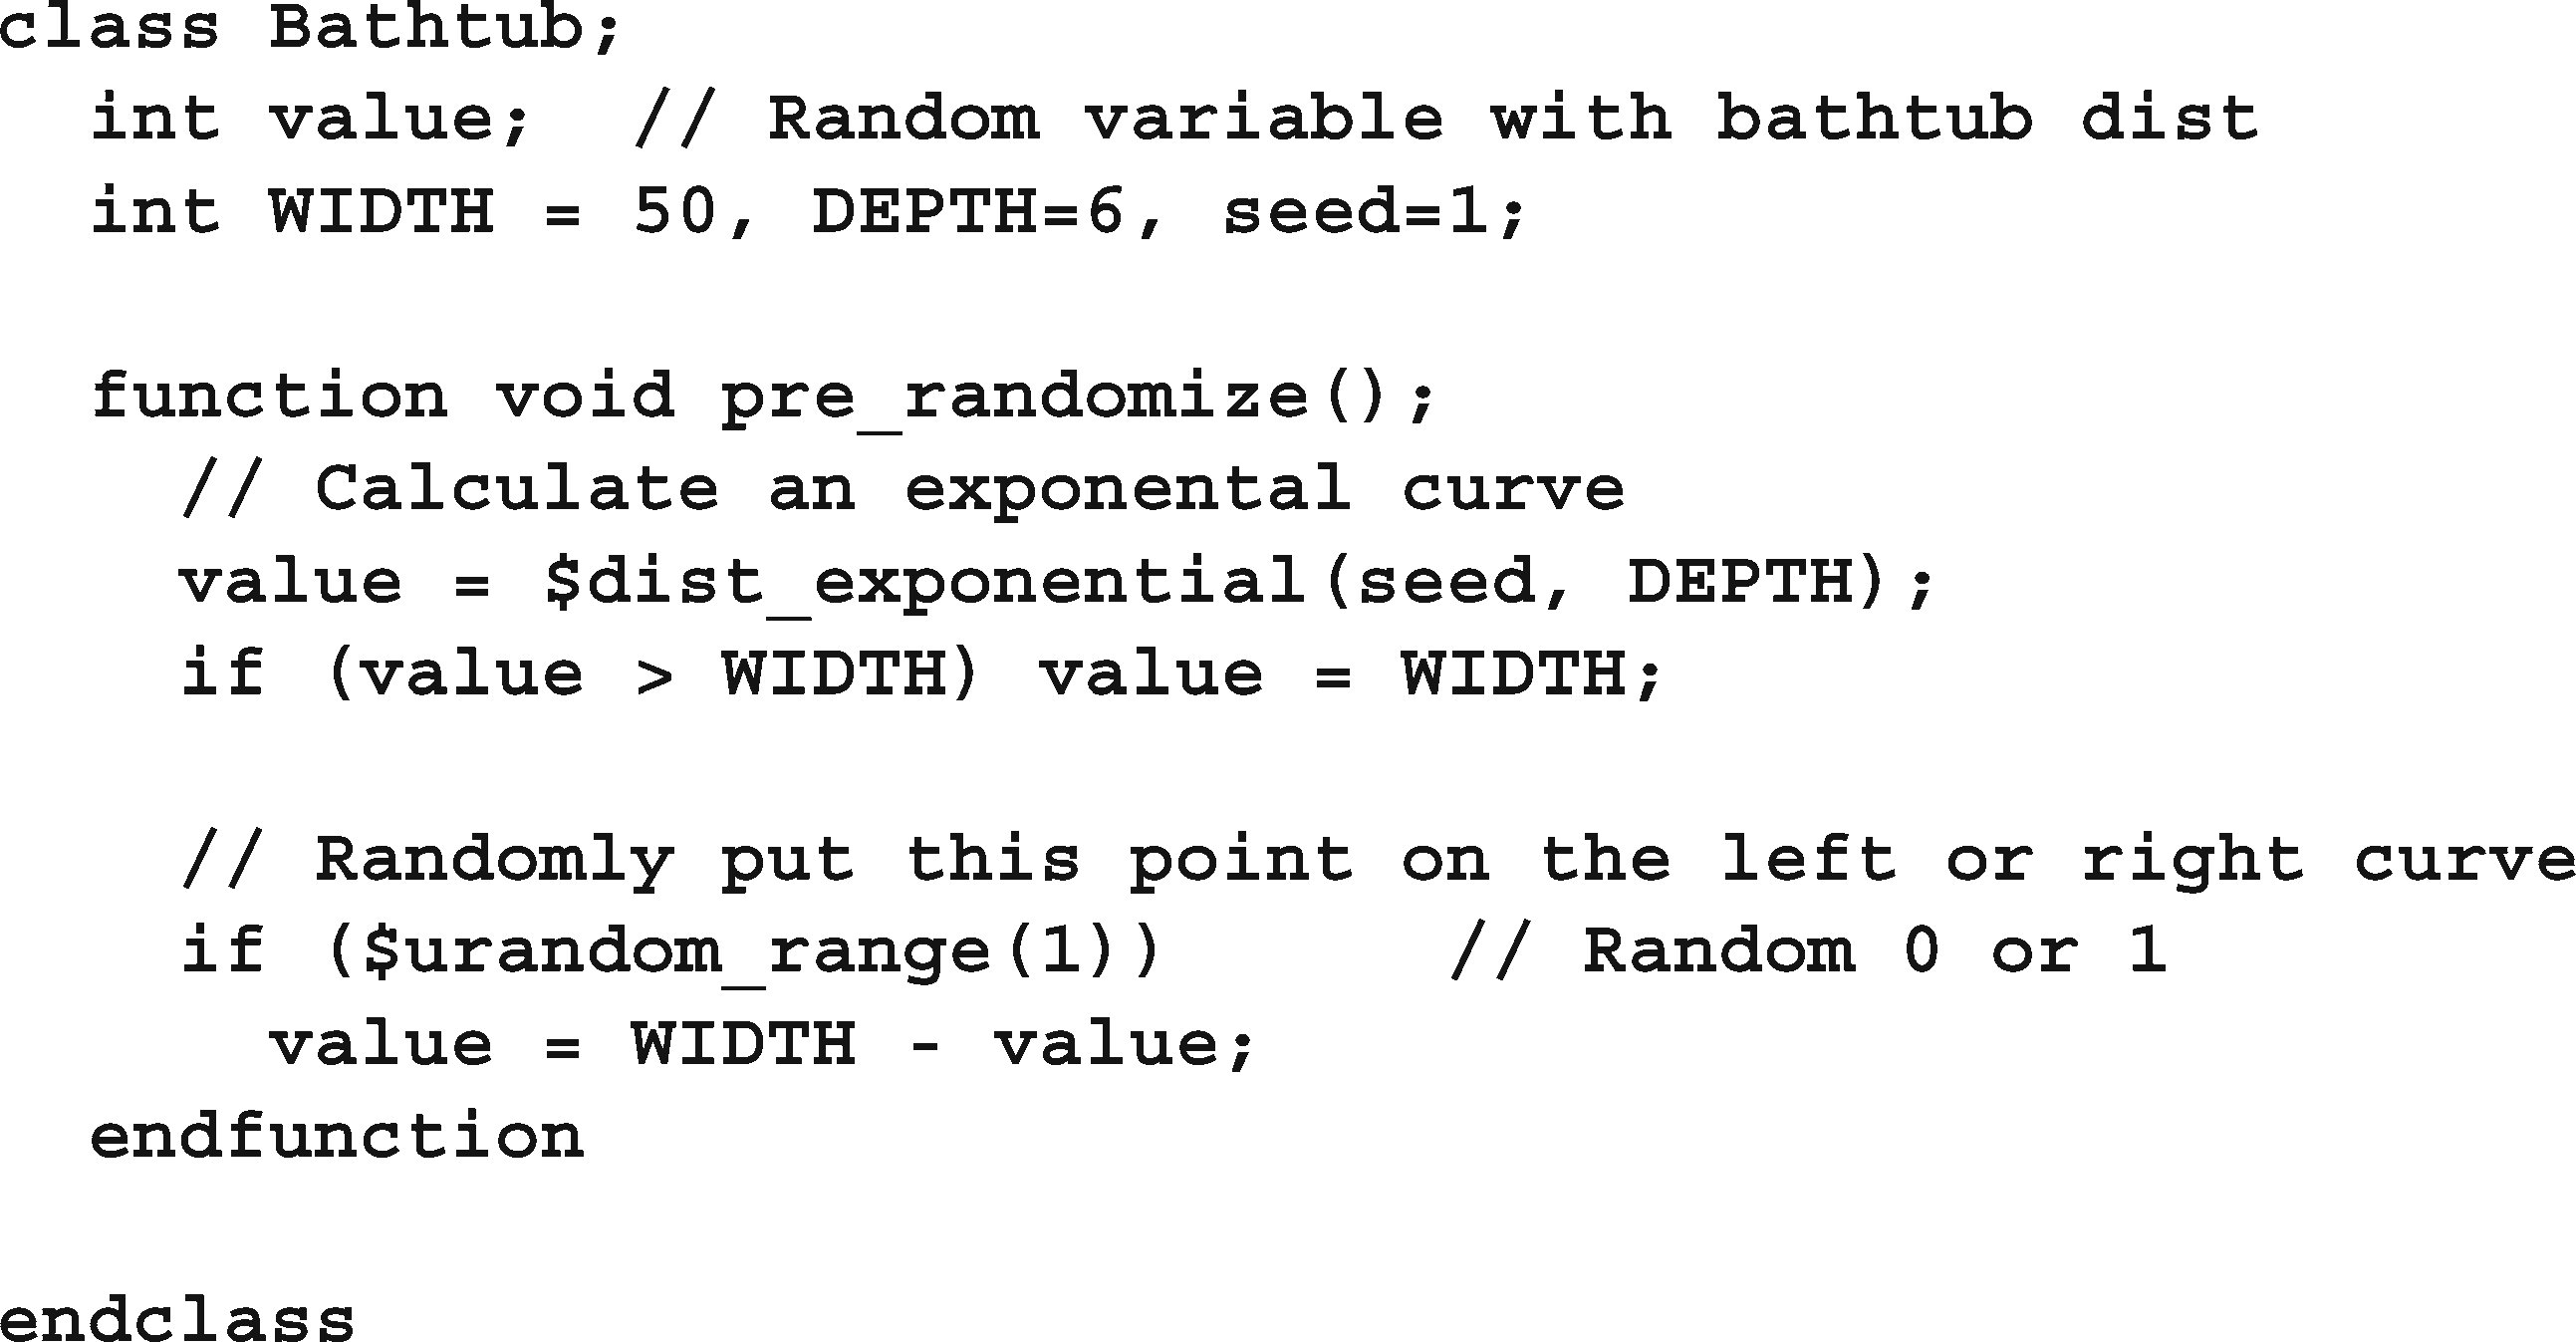 class Bathtub;
  int value;  // Random variable with bathtub dist
  int WIDTH = 50, DEPTH=6, seed=1;

  function void pre_randomize();
    // Calculate an exponental curve
    value = $dist_exponential(seed, DEPTH);
    if (value > WIDTH) value = WIDTH;

    // Randomly put this point on the left or right curve
    if ($urandom_range(1))      // Random 0 or 1
      value = WIDTH - value;
  endfunction

endclass